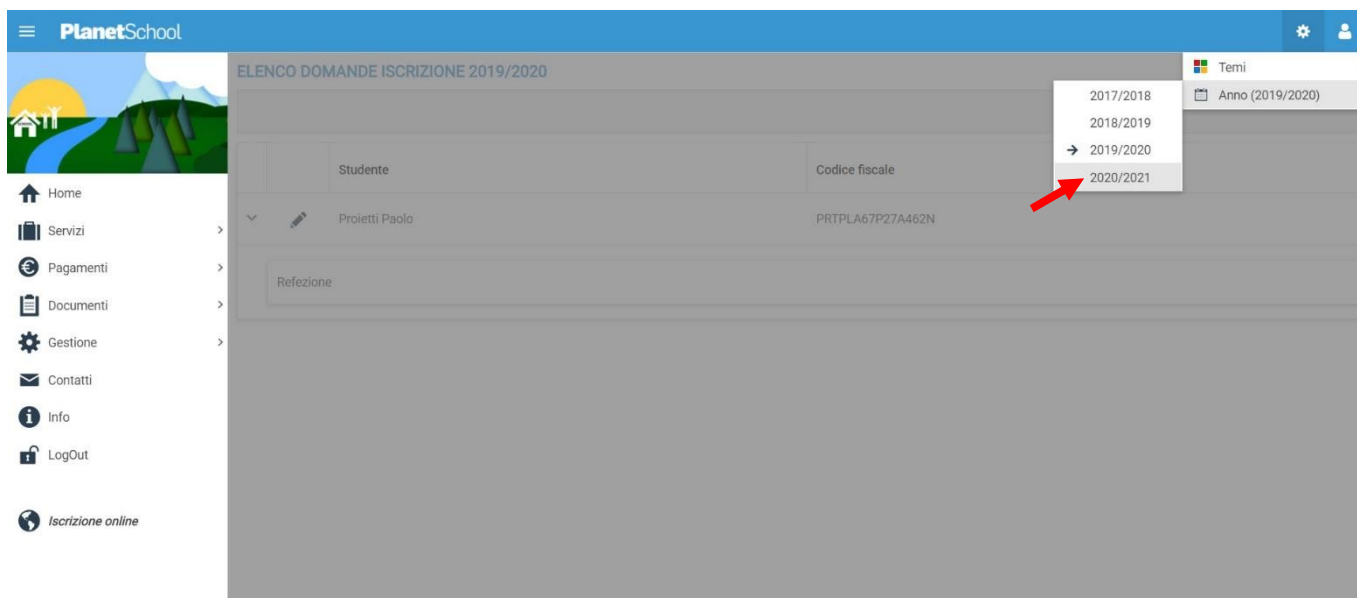 PlanetSchool
ELENCO DOMANDE ISCRIZIONE 2019/2020
Temi
Anno (2019/2020)
2017/2018
2018/2019
2019/2020
2020/2021
Studente
Codice fiscale
Proietti Paolo
PRTPLA67P27A462N
Refezione
Home
Servizi
Pagamenti
Documenti
Gestione
Contatti
Info
LogOut
Iscrizione online